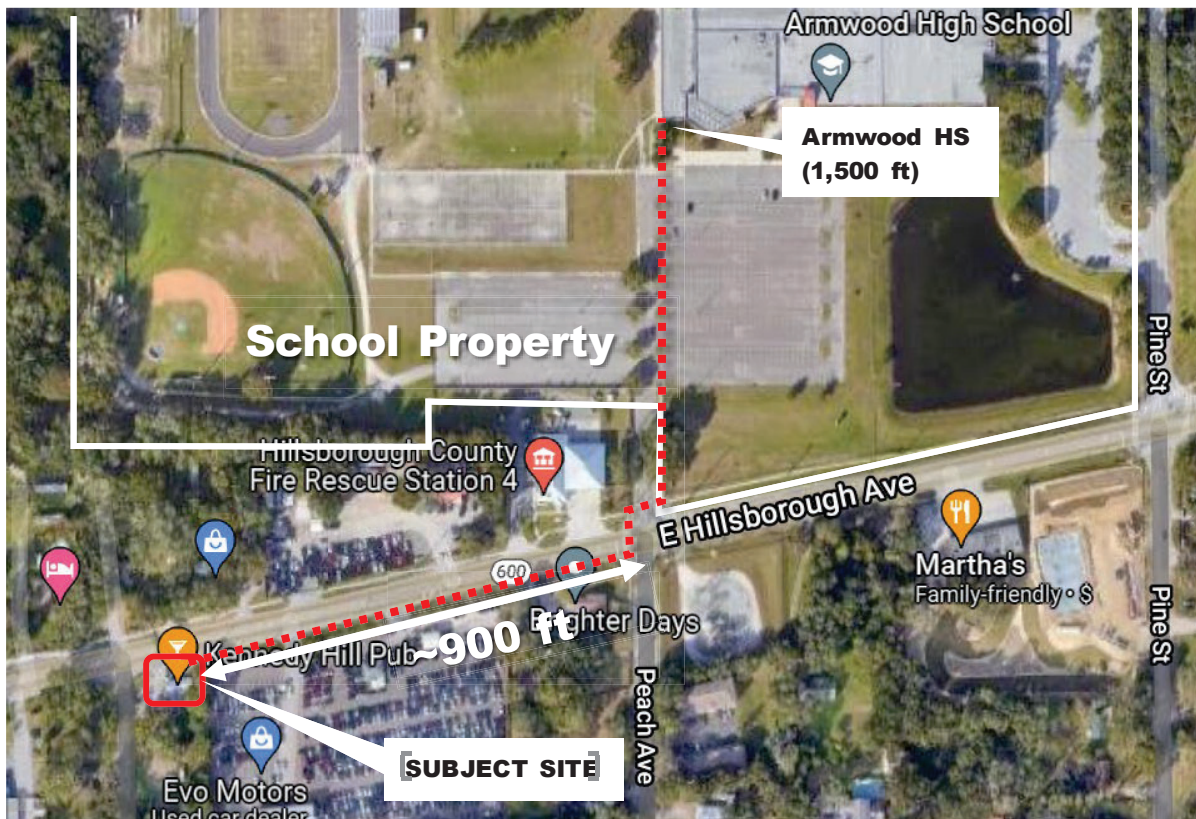 Armwood High School
Armwood HS
(1,500 ft)
School Property
Pine St
Hillsborough County
Fire Rescue Station 4
E Hillsborough Ave
600
Martha's
Family-friendly • $
Brighter Days
Kennedy Hill Pub
~900 ft
Pine St
Peach Ave
[SUBJECT SITE]
Evo Motors
Used car dealer